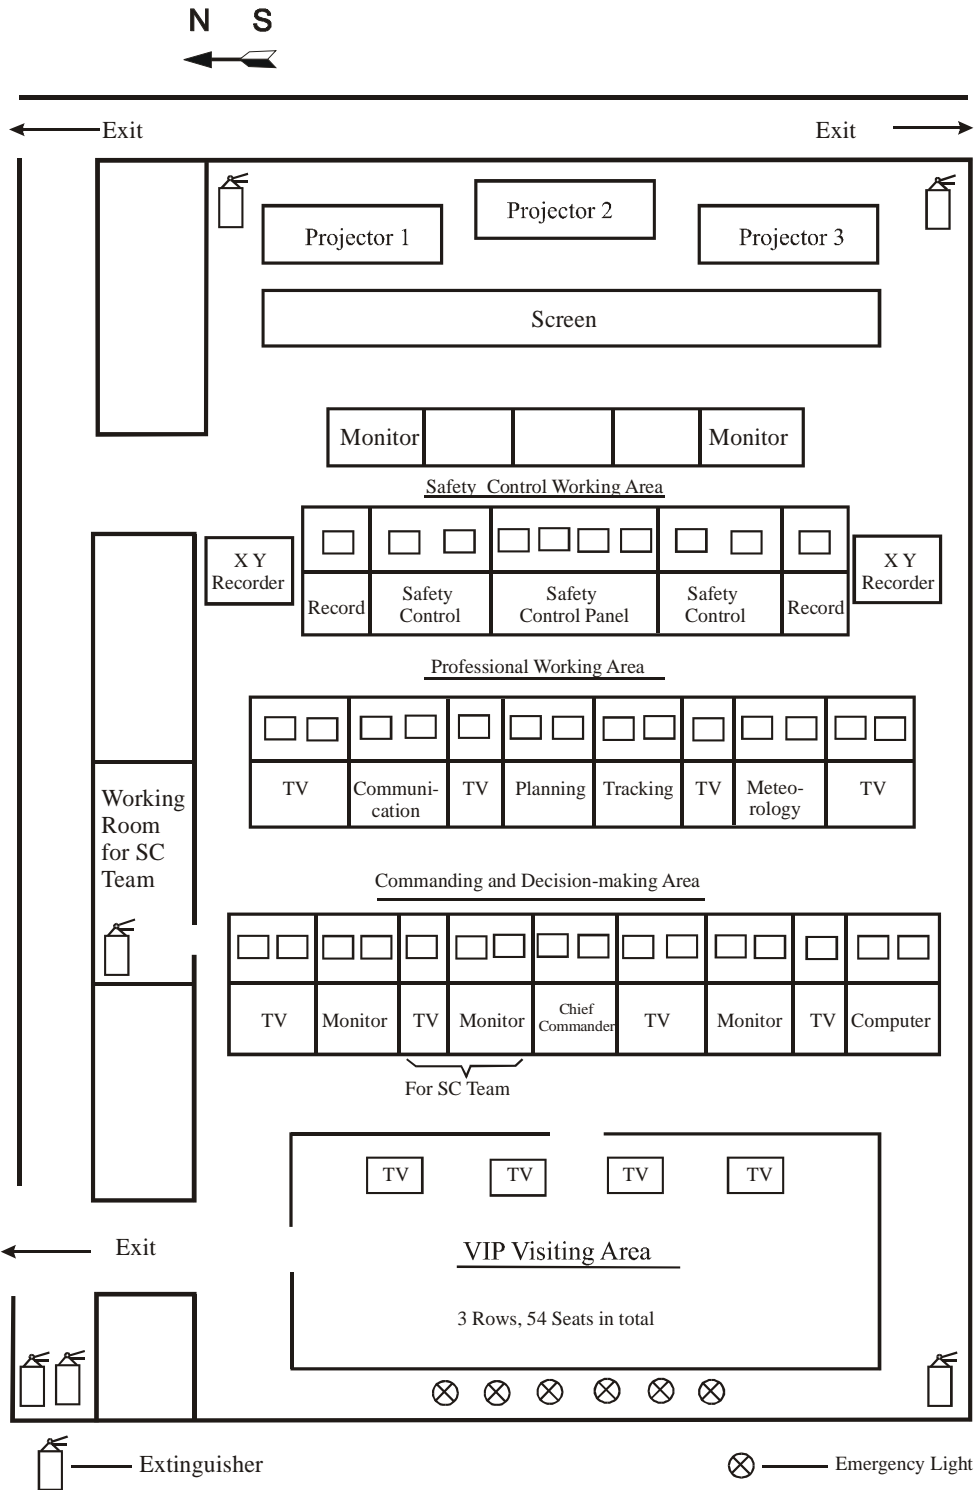 N S
Exit
Exit
Projector 1
Projector 2
Projector 3
Screen
Monitor
Monitor
Safety Control Working Area
X Y
Recorder
Record
Safety
Control
Safety
Control Panel
Safety
Control
Record
X Y
Recorder
Professional Working Area
TV
Communi-
cation
TV
Planning
Tracking
TV
Meteo-
rology
TV
Working
Room
for SC
Team
Commanding and Decision-making Area
TV
Monitor
TV
Monitor
Chief
Commander
TV
Monitor
TV
Computer
For SC Team
TV
TV
TV
TV
Exit
VIP Visiting Area
3 Rows, 54 Seats in total
Extinguisher
Emergency Light